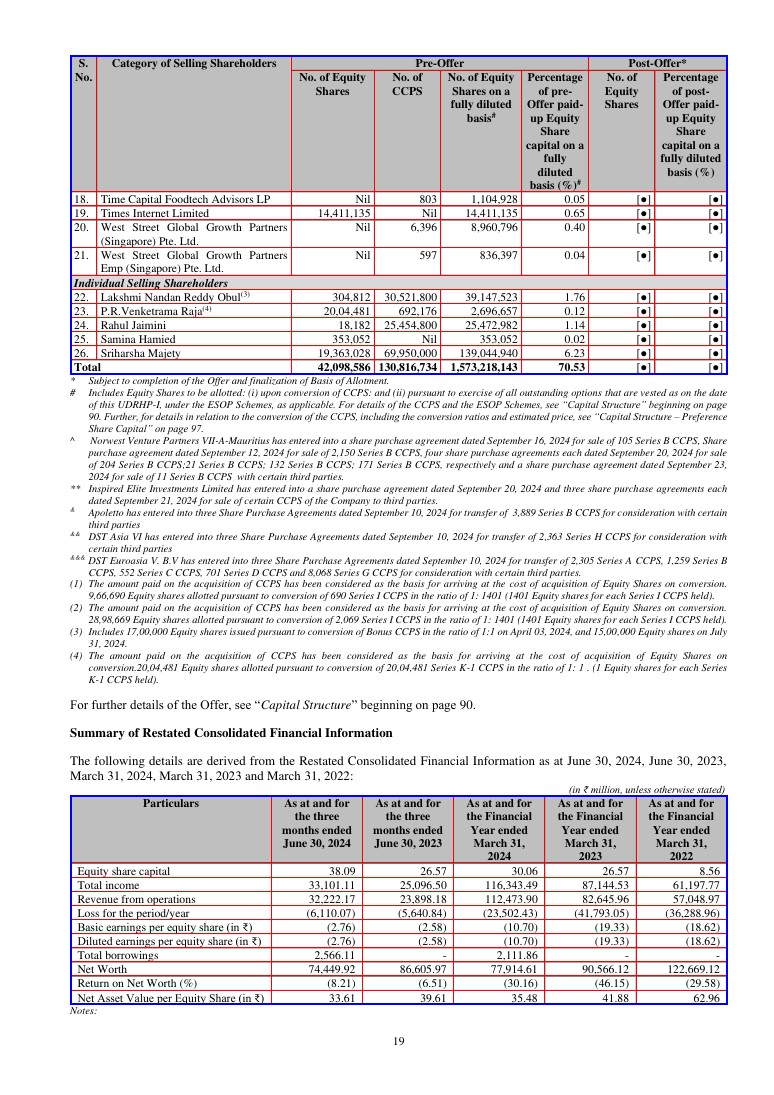 S. No. Category of Selling Shareholders Pre-Offer Post-Offer*
No. of Equity Shares No. of CCPS No. of Equity Shares on a fully diluted basis# Percentage of pre-Offer paid-up Equity Share capital on a fully diluted basis (%)# No. of Equity Shares Percentage of post-Offer paid-up Equity Share capital on a fully diluted basis (%)
18. Time Capital Foodtech Advisors LP Nil 803 1,104,928 0.05 [●] [●]
19. Times Internet Limited 14,411,135 Nil 14,411,135 0.65 [●] [●]
20. West Street Global Growth Partners (Singapore) Pte. Ltd. Nil 6,396 8,960,796 0.40 [●] [●]
21. West Street Global Growth Partners Emp (Singapore) Pte. Ltd. Nil 597 836,397 0.04 [●] [●]
Individual Selling Shareholders
22. Lakshmi Nandan Reddy Obul(3) 304,812 30,521,800 39,147,523 1.76 [●] [●]
23. P.R.Venketrama Raja(4) 20,04,481 692,176 2,696,657 0.12 [●] [●]
24. Rahul Jaimini 18,182 25,454,800 25,472,982 1.14 [●] [●]
25. Samina Hamied 353,052 Nil 353,052 0.02 [●] [●]
26. Sriharsha Majety 19,363,028 69,950,000 139,044,940 6.23 [●] [●]
Total 42,098,586 130,816,734 1,573,218,143 70.53 [●] [●]
* Subject to completion of the Offer and finalization of Basis of Allotment.
# Includes Equity Shares to be allotted: (i) upon conversion of CCPS: and (ii) pursuant to exercise of all outstanding options that are vested as on the date
of this UDRHP-I, under the ESOP Schemes, as applicable. For details of the CCPS and the ESOP Schemes, see “Capital Structure” beginning on page
90. Further, for details in relation to the conversion of the CCPS, including the conversion ratios and estimated price, see “Capital Structure – Preference
Share Capital” on page 97.
^ Norwest Venture Partners VII-A-Mauritius has entered into a share purchase agreement dated September 16, 2024 for sale of 105 Series B CCPS, Share
purchase agreement dated September 12, 2024 for sale of 2,150 Series B CCPS, four share purchase agreements each dated September 20, 2024 for sale
of 204 Series B CCPS;21 Series B CCPS; 132 Series B CCPS; 171 Series B CCPS, respectively and a share purchase agreement dated September 23,
2024 for sale of 11 Series B CCPS with certain third parties.
** Inspired Elite Investments Limited has entered into a share purchase agreement dated September 20, 2024 and three share purchase agreements each
dated September 21, 2024 for sale of certain CCPS of the Company to third parties.
& Apoletto has entered into three Share Purchase Agreements dated September 10, 2024 for transfer of 3,889 Series B CCPS for consideration with certain
third parties
&& DST Asia VI has entered into three Share Purchase Agreements dated September 10, 2024 for transfer of 2,363 Series H CCPS for consideration with
certain third parties
&&& DST Euroasia V. B.V has entered into three Share Purchase Agreements dated September 10, 2024 for transfer of 2,305 Series A CCPS, 1,259 Series B
CCPS, 552 Series C CCPS, 701 Series D CCPS and 8,068 Series G CCPS for consideration with certain third parties.
(1) The amount paid on the acquisition of CCPS has been considered as the basis for arriving at the cost of acquisition of Equity Shares on conversion.
9,66,690 Equity shares allotted pursuant to conversion of 690 Series I CCPS in the ratio of 1: 1401 (1401 Equity shares for each Series I CCPS held).
(2) The amount paid on the acquisition of CCPS has been considered as the basis for arriving at the cost of acquisition of Equity Shares on conversion.
28,98,669 Equity shares allotted pursuant to conversion of 2,069 Series I CCPS in the ratio of 1: 1401 (1401 Equity shares for each Series I CCPS held).
(3) Includes 17,00,000 Equity shares issued pursuant to conversion of Bonus CCPS in the ratio of 1:1 on April 03, 2024, and 15,00,000 Equity shares on July
31, 2024.
(4) The amount paid on the acquisition of CCPS has been considered as the basis for arriving at the cost of acquisition of Equity Shares on
conversion.20,04,481 Equity shares allotted pursuant to conversion of 20,04,481 Series K-1 CCPS in the ratio of 1: 1 . (1 Equity shares for each Series
K-1 CCPS held).
For further details of the Offer, see “Capital Structure” beginning on page 90.
Summary of Restated Consolidated Financial Information
The following details are derived from the Restated Consolidated Financial Information as at June 30, 2024, June 30, 2023,
March 31, 2024, March 31, 2023 and March 31, 2022:
(in ₹ million, unless otherwise stated)
Particulars As at and for the three months ended June 30, 2024 As at and for the three months ended June 30, 2023 As at and for the Financial Year ended March 31, 2024 As at and for the Financial Year ended March 31, 2023 As at and for the Financial Year ended March 31, 2022
Equity share capital 38.09 26.57 30.06 26.57 8.56
Total income 33,101.11 25,096.50 116,343.49 87,144.53 61,197.77
Revenue from operations 32,222.17 23,898.18 112,473.90 82,645.96 57,048.97
Loss for the period/year (6,110.07) (5,640.84) (23,502.43) (41,793.05) (36,288.96)
Basic earnings per equity share (in ₹) (2.76) (2.58) (10.70) (19.33) (18.62)
Diluted earnings per equity share (in ₹) (2.76) (2.58) (10.70) (19.33) (18.62)
Total borrowings 2,566.11 - 2,111.86 - -
Net Worth 74,449.92 86,605.97 77,914.61 90,566.12 122,669.12
Return on Net Worth (%) (8.21) (6.51) (30.16) (46.15) (29.58)
Net Asset Value per Equity Share (in ₹) 33.61 39.61 35.48 41.88 62.96
Notes:
19